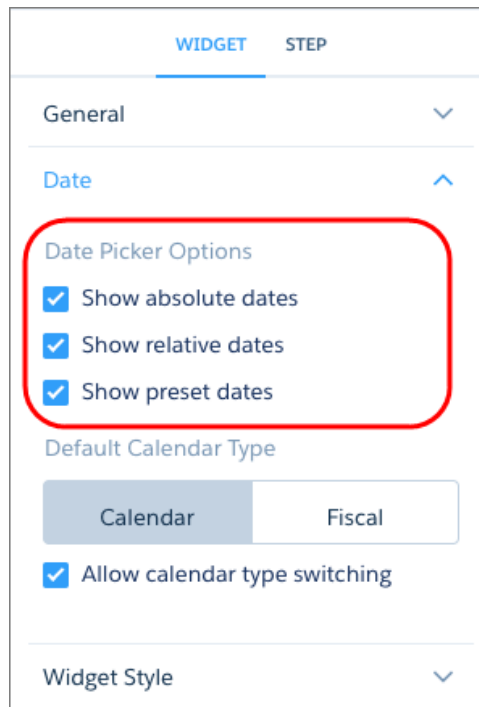 WIDGET STEP
General
Date
Date Picker Options
Show absolute dates
Show relative dates
Show preset dates
Default Calendar Type
Calendar Fiscal
Allow calendar type switching
Widget Style